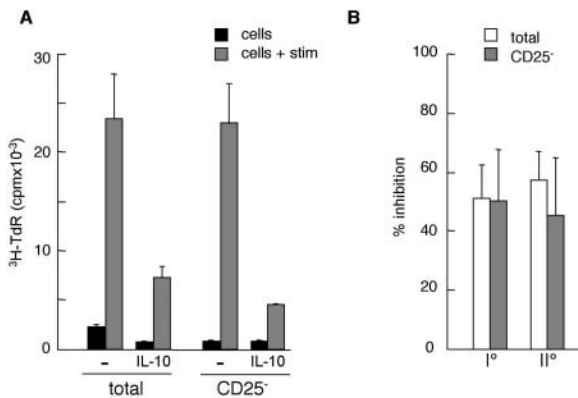 A
cells
cells + stim
³H-TdR (cpmx10⁻³)
30
20
10
0
– IL-10 – IL-10
total CD25⁻
B
total
CD25⁻
% inhibition
100
80
60
40
20
0
I° II°